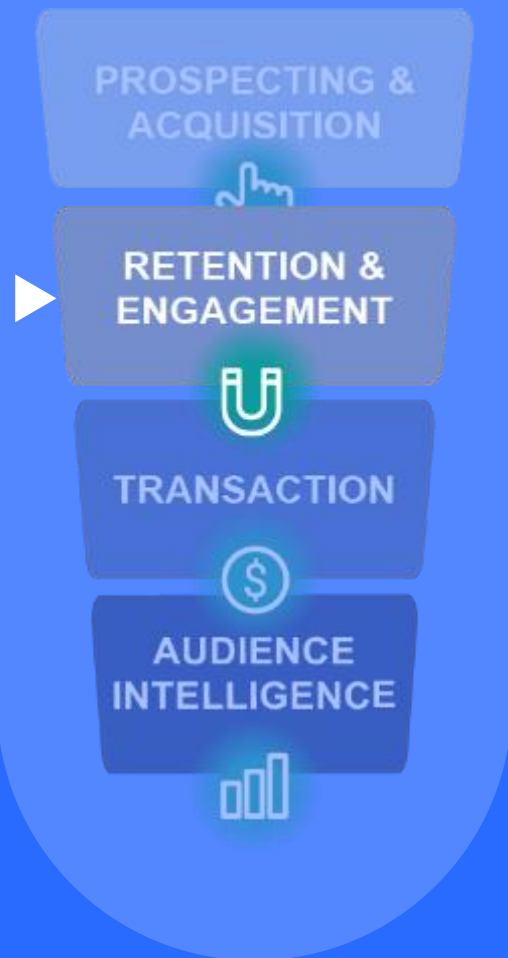 PROSPECTING &
ACQUISITION
RETENTION &
ENGAGEMENT
TRANSACTION
$
AUDIENCE
INTELLIGENCE